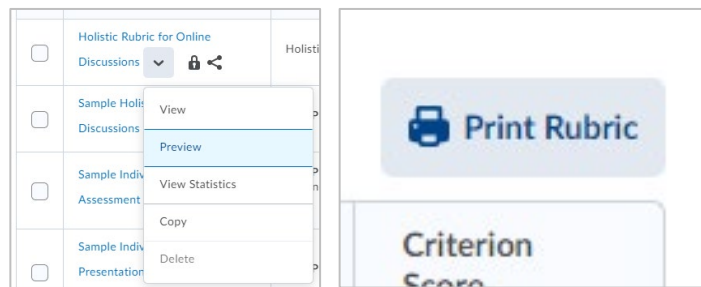 Holistic Rubric for Online
Discussions
Holisti
Sample Holis
Discussions
View
P
Preview
Sample Indiv
Assessment
View Statistics
Copy
Sample Indiv
Presentation
Delete
P
Print Rubric
Criterion
Score